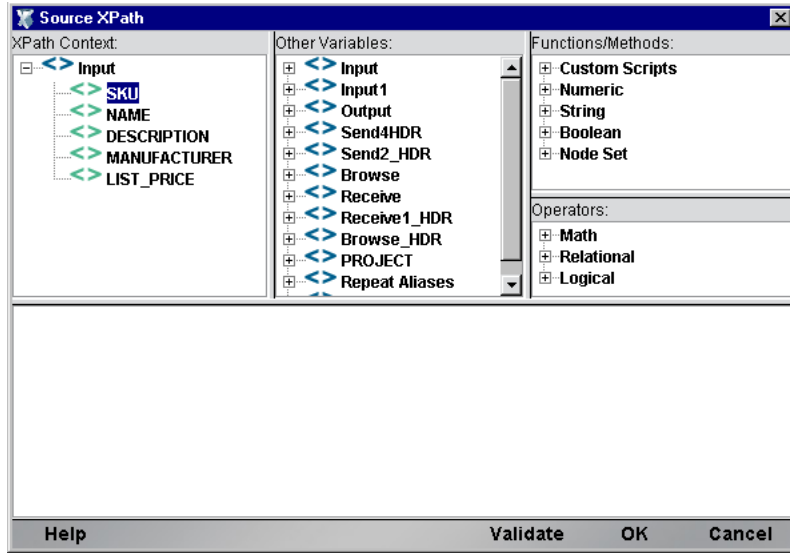 Source XPath
XPath Context:
Input
SKU
NAME
DESCRIPTION
MANUFACTURER
LIST_PRICE
Other Variables:
Input
Input1
Output
Send4HDR
Send2_HDR
Browse
Receive
Receive1_HDR
Browse_HDR
PROJECT
Repeat Aliases
Functions/Methods:
Custom Scripts
Numeric
String
Boolean
Node Set
Operators:
Math
Relational
Logical
Help
Validate
OK
Cancel